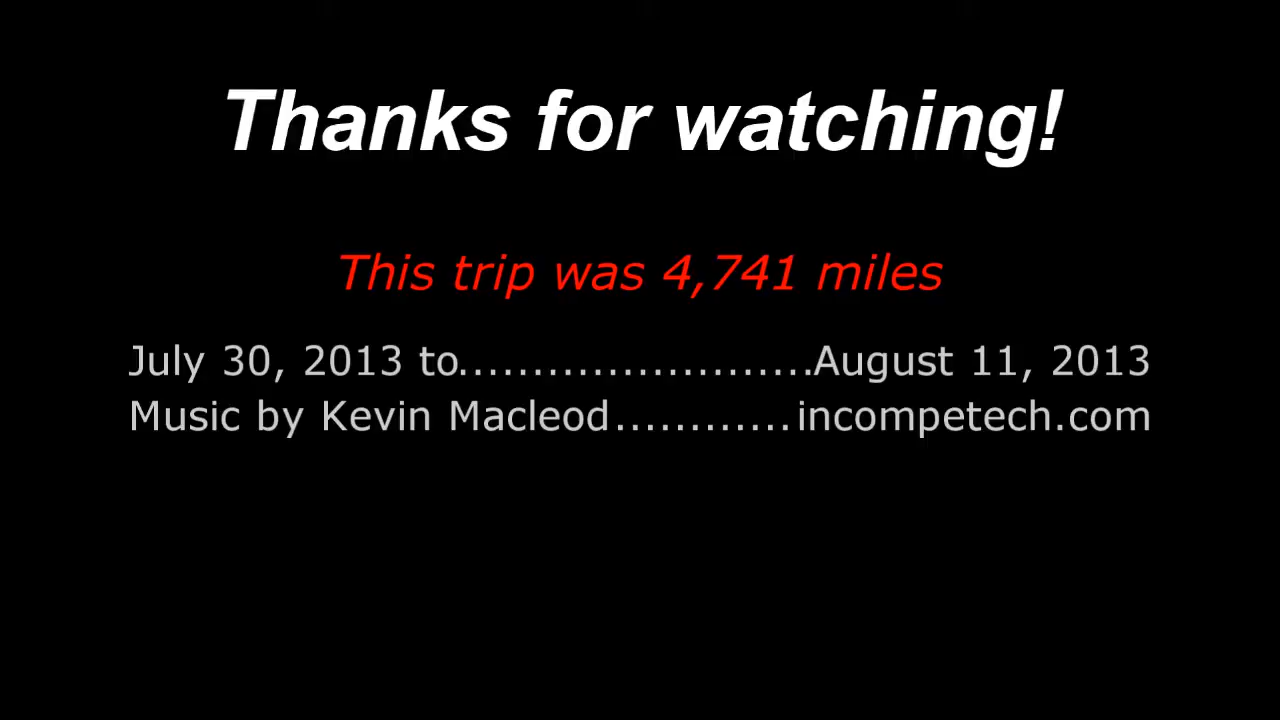 Thanks for watching!
This trip was 4,741 miles
July 30, 2013 to........................August 11, 2013
Music by Kevin Macleod............incompetech.com